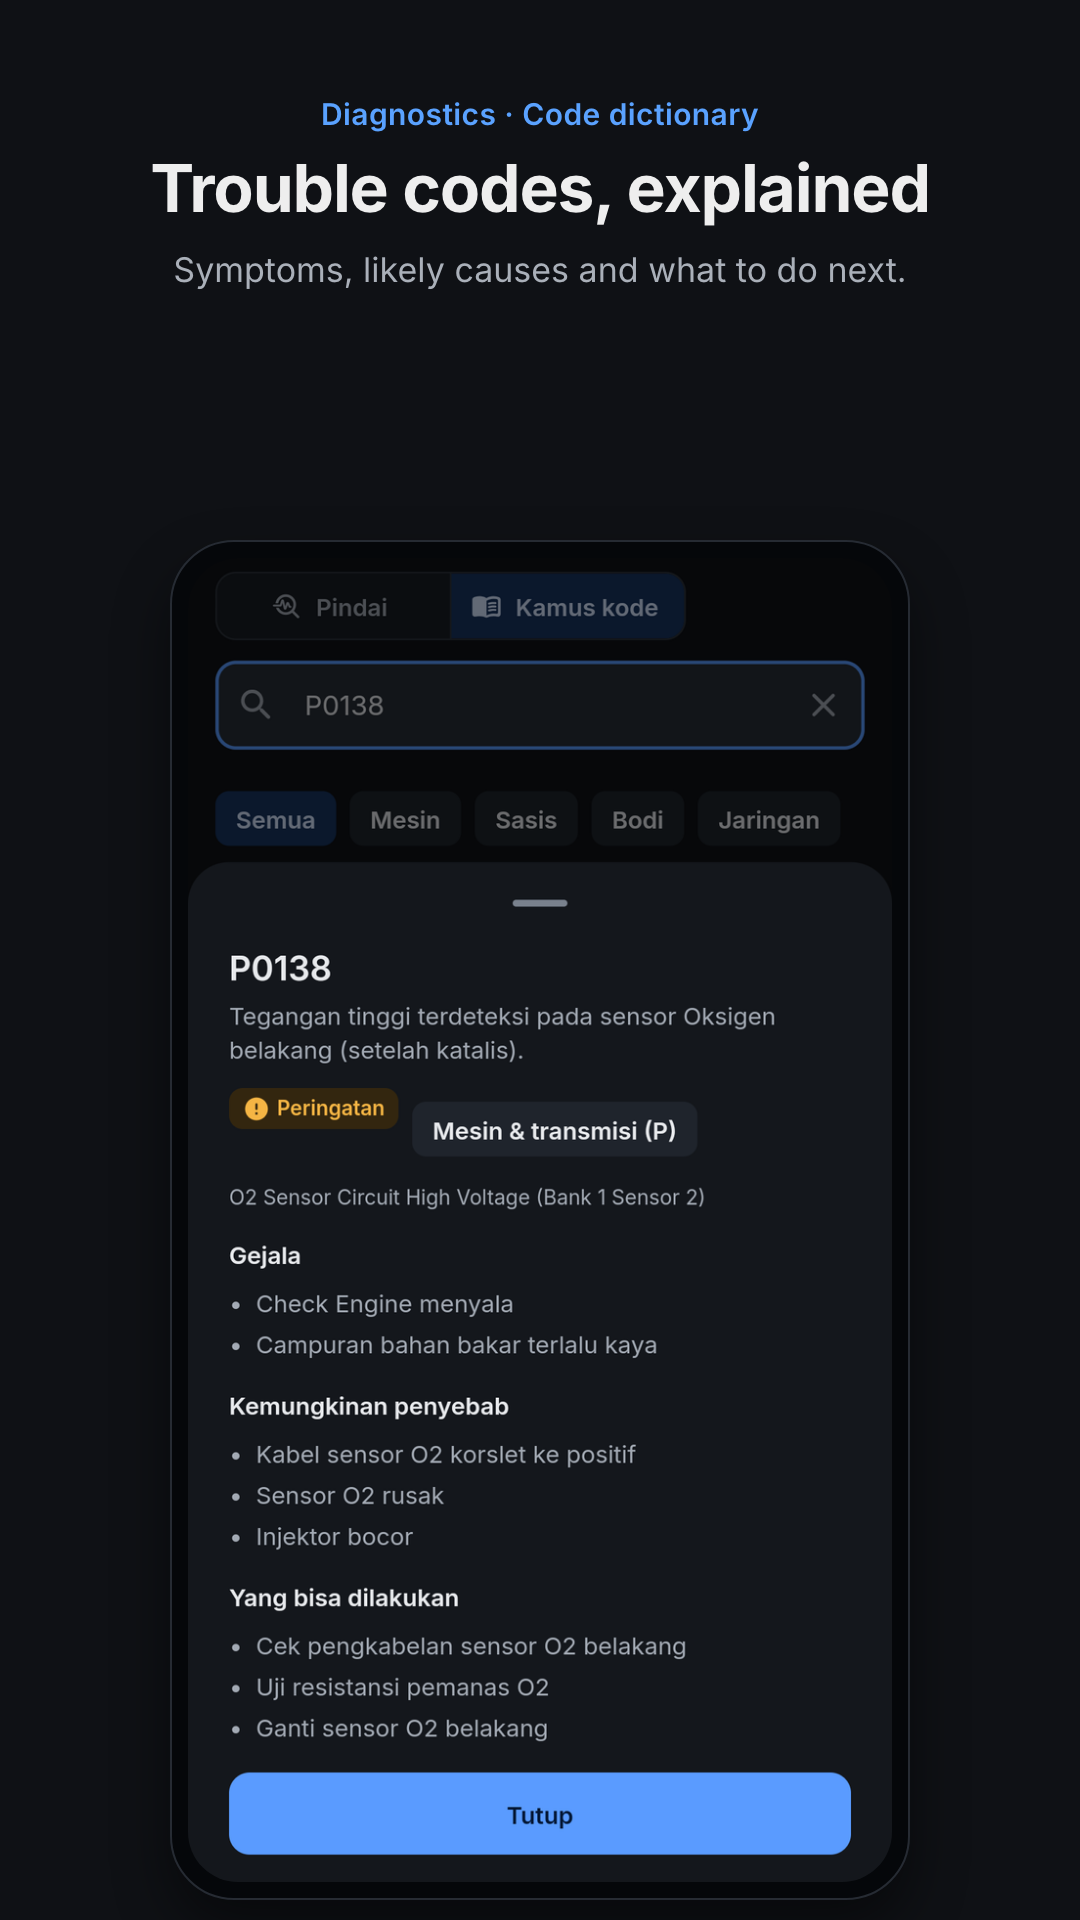 Diagnostics · Code dictionary
Trouble codes, explained
Symptoms, likely causes and what to do next.
Pindai
Kamus kode
P0138
Semua
Mesin
Sasis
Bodi
Jaringan
P0138
Tegangan tinggi terdeteksi pada sensor Oksigen
belakang (setelah katalis).
Peringatan
Mesin & transmisi (P)
O2 Sensor Circuit High Voltage (Bank 1 Sensor 2)
Gejala
• Check Engine menyala
• Campuran bahan bakar terlalu kaya
Kemungkinan penyebab
• Kabel sensor O2 korslet ke positif
• Sensor O2 rusak
• Injektor bocor
Yang bisa dilakukan
• Cek pengkabelan sensor O2 belakang
• Uji resistansi pemanas O2
• Ganti sensor O2 belakang
Tutup